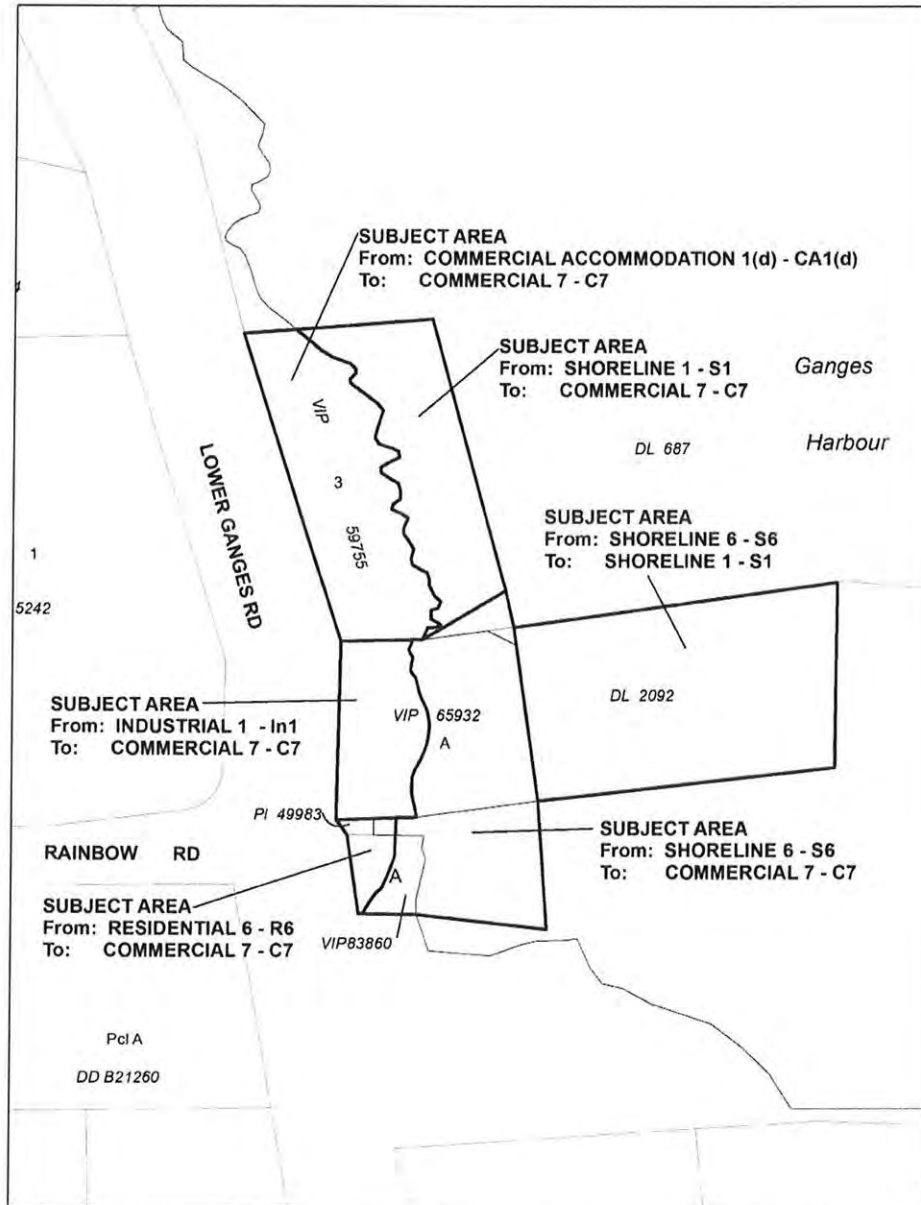 SUBJECT AREA
From: COMMERCIAL ACCOMMODATION 1(d) - CA1(d)
To: COMMERCIAL 7 - C7
SUBJECT AREA
From: SHORELINE 1 - S1
To: COMMERCIAL 7 - C7
Ganges
Harbour
DL 687
VIP
3
59755
LOWER GANGES RD
1
5242
SUBJECT AREA
From: SHORELINE 6 - S6
To: SHORELINE 1 - S1
DL 2092
SUBJECT AREA
From: INDUSTRIAL 1 - In1
To: COMMERCIAL 7 - C7
VIP 65932
A
Pl 49983
RAINBOW RD
SUBJECT AREA
From: SHORELINE 6 - S6
To: COMMERCIAL 7 - C7
A
SUBJECT AREA
From: RESIDENTIAL 6 - R6
To: COMMERCIAL 7 - C7
VIP83860
Pcl A
DD B21260